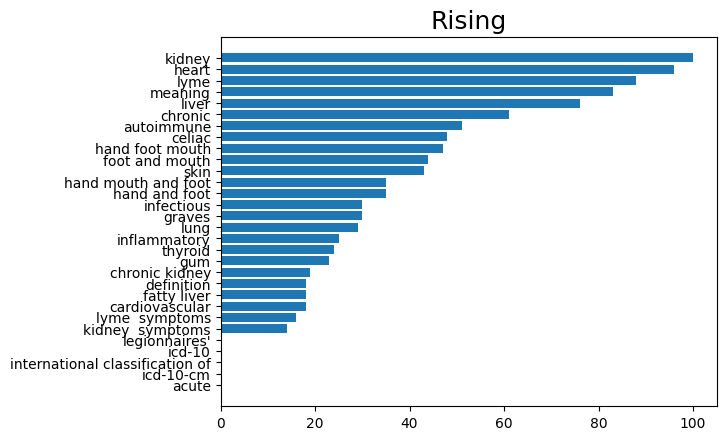 Rising
kidney
heart
lyme
meaning
liver
chronic
autoimmune
celiac
hand foot mouth
foot and mouth
skin
hand mouth and foot
hand and foot
infectious
graves
lung
inflammatory
thyroid
gum
chronic kidney
definition
fatty liver
cardiovascular
lyme  symptoms
kidney  symptoms
legionnaires'
icd-10
international classification of
icd-10-cm
acute
0 20 40 60 80 100